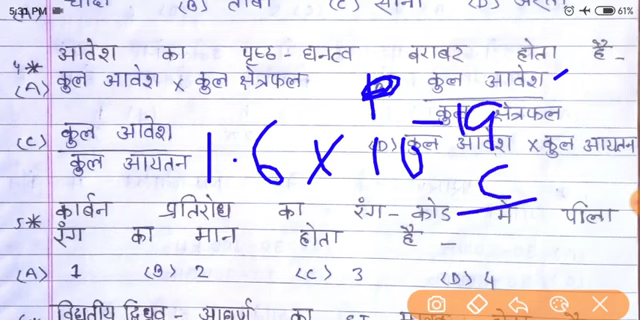 5:31 PM 61%
(B) ताँबा (C) सोना (D)
4* आवेश का पृष्ठ-घनत्व बराबर होता है-
(A) कुल आवेश × कुल क्षेत्रफल कुल आवेश
कुल क्षेत्रफल
(C) कुल आवेश (D) कुल आवेश × कुल आयतन
कुल आयतन
1.6 × 10 -19
C
5* कार्बन प्रतिरोध का रंग-कोड में पीला
रंग का मान होता है -
(A) 1 (B) 2 (C) 3 (D) 4